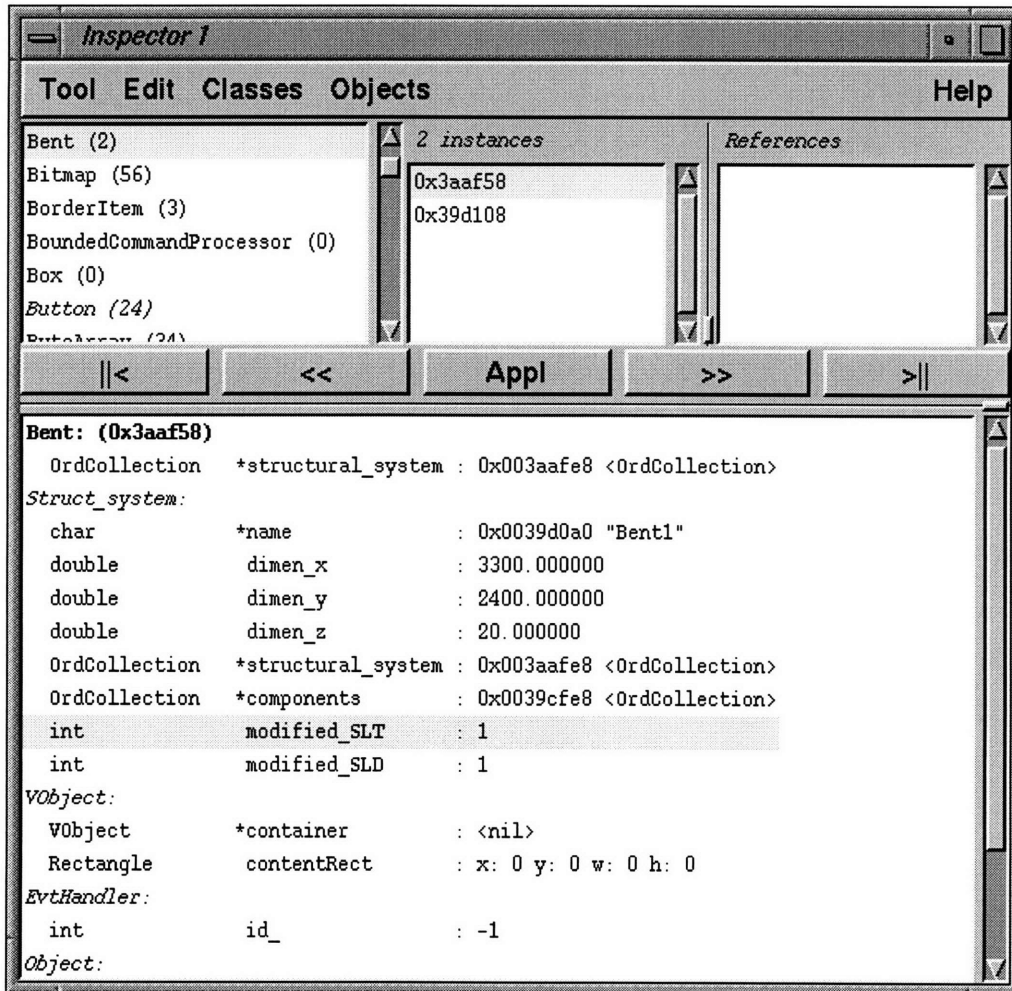 Inspector 1
Tool Edit Classes Objects Help
Bent (2)
Bitmap (56)
BorderItem (3)
BoundedCommandProcessor (0)
Box (0)
Button (24)
ByteArray (24)
2 instances
0x3aaf58
0x39d108
References
||<
<<
Appl
>>
>||
Bent: (0x3aaf58)
OrdCollection *structural_system : 0x003aafe8 <OrdCollection>
Struct_system:
char *name : 0x0039d0a0 "Bent1"
double dimen_x : 3300.000000
double dimen_y : 2400.000000
double dimen_z : 20.000000
OrdCollection *structural_system : 0x003aafe8 <OrdCollection>
OrdCollection *components : 0x0039cfe8 <OrdCollection>
int modified_SLT : 1
int modified_SLD : 1
VObject:
VObject *container : <nil>
Rectangle contentRect : x: 0 y: 0 w: 0 h: 0
EvtHandler:
int id_ : -1
Object: